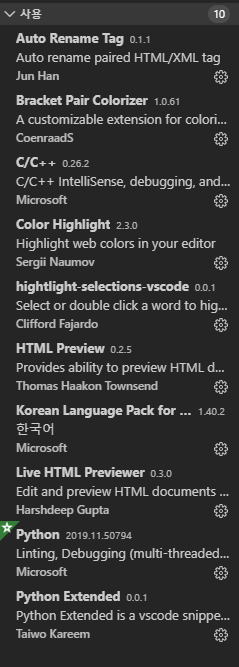 사용 10
Auto Rename Tag 0.1.1
Auto rename paired HTML/XML tag
Jun Han
Bracket Pair Colorizer 1.0.61
A customizable extension for colori...
CoenraadS
C/C++ 0.26.2
C/C++ IntelliSense, debugging, and...
Microsoft
Color Highlight 2.3.0
Highlight web colors in your editor
Sergii Naumov
hightlight-selections-vscode 0.0.1
Select or double click a word to hig...
Clifford Fajardo
HTML Preview 0.2.5
Provides ability to preview HTML d...
Thomas Haakon Townsend
Korean Language Pack for ... 1.40.2
한국어
Microsoft
Live HTML Previewer 0.3.0
Edit and preview HTML documents ...
Harshdeep Gupta
Python 2019.11.50794
Linting, Debugging (multi-threaded...
Microsoft
Python Extended 0.0.1
Python Extended is a vscode snippe...
Taiwo Kareem